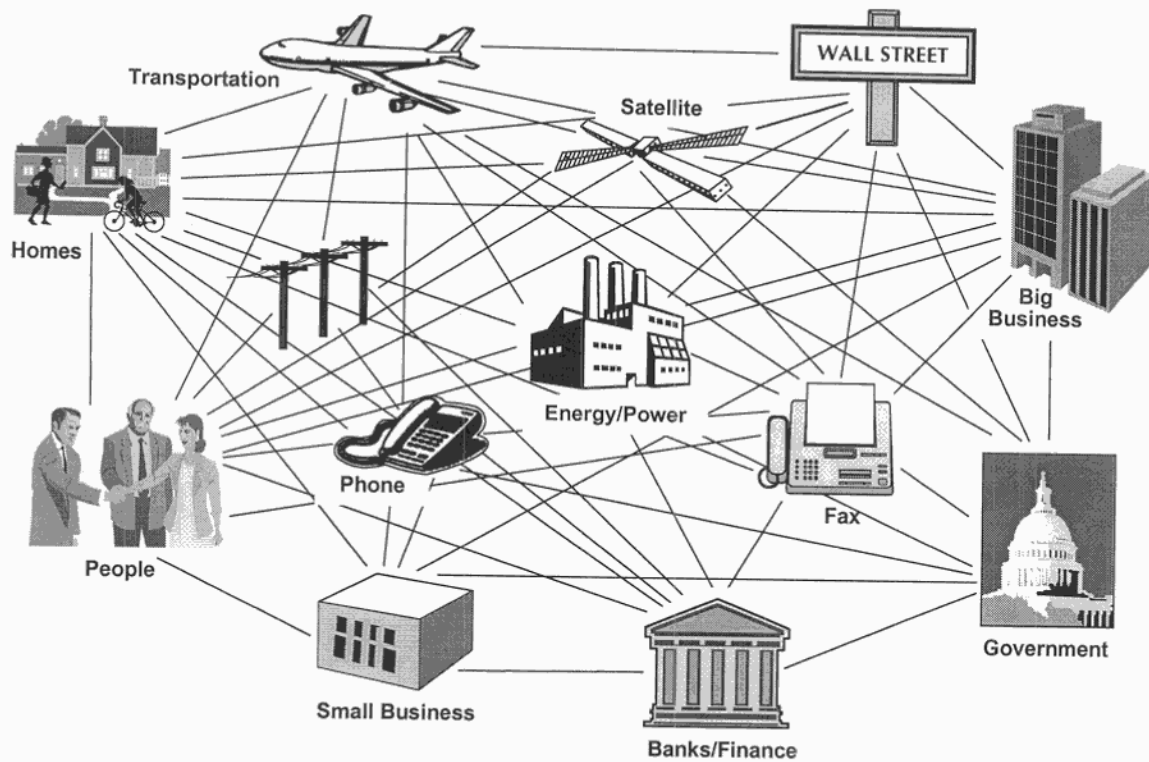 WALL STREET
Transportation
Satellite
Homes
Big
Business
Energy/Power
Phone
Fax
People
Government
Small Business
Banks/Finance